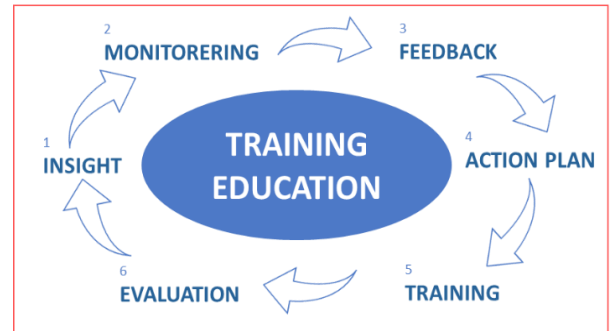 1
INSIGHT
2
MONITORERING
3
FEEDBACK
4
ACTION PLAN
5
TRAINING
6
EVALUATION
TRAINING
EDUCATION